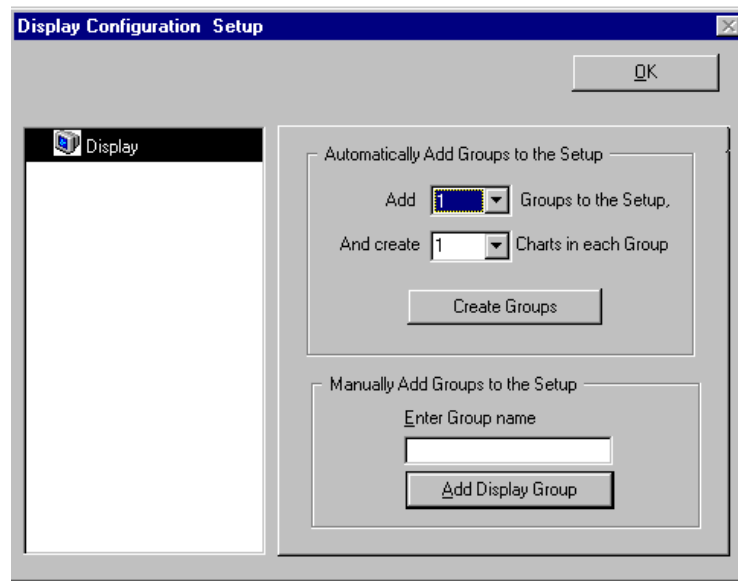 Display Configuration  Setup
OK
Display
Automatically Add Groups to the Setup
Add 1 Groups to the Setup,
And create 1 Charts in each Group
Create Groups
Manually Add Groups to the Setup
Enter Group name
Add Display Group